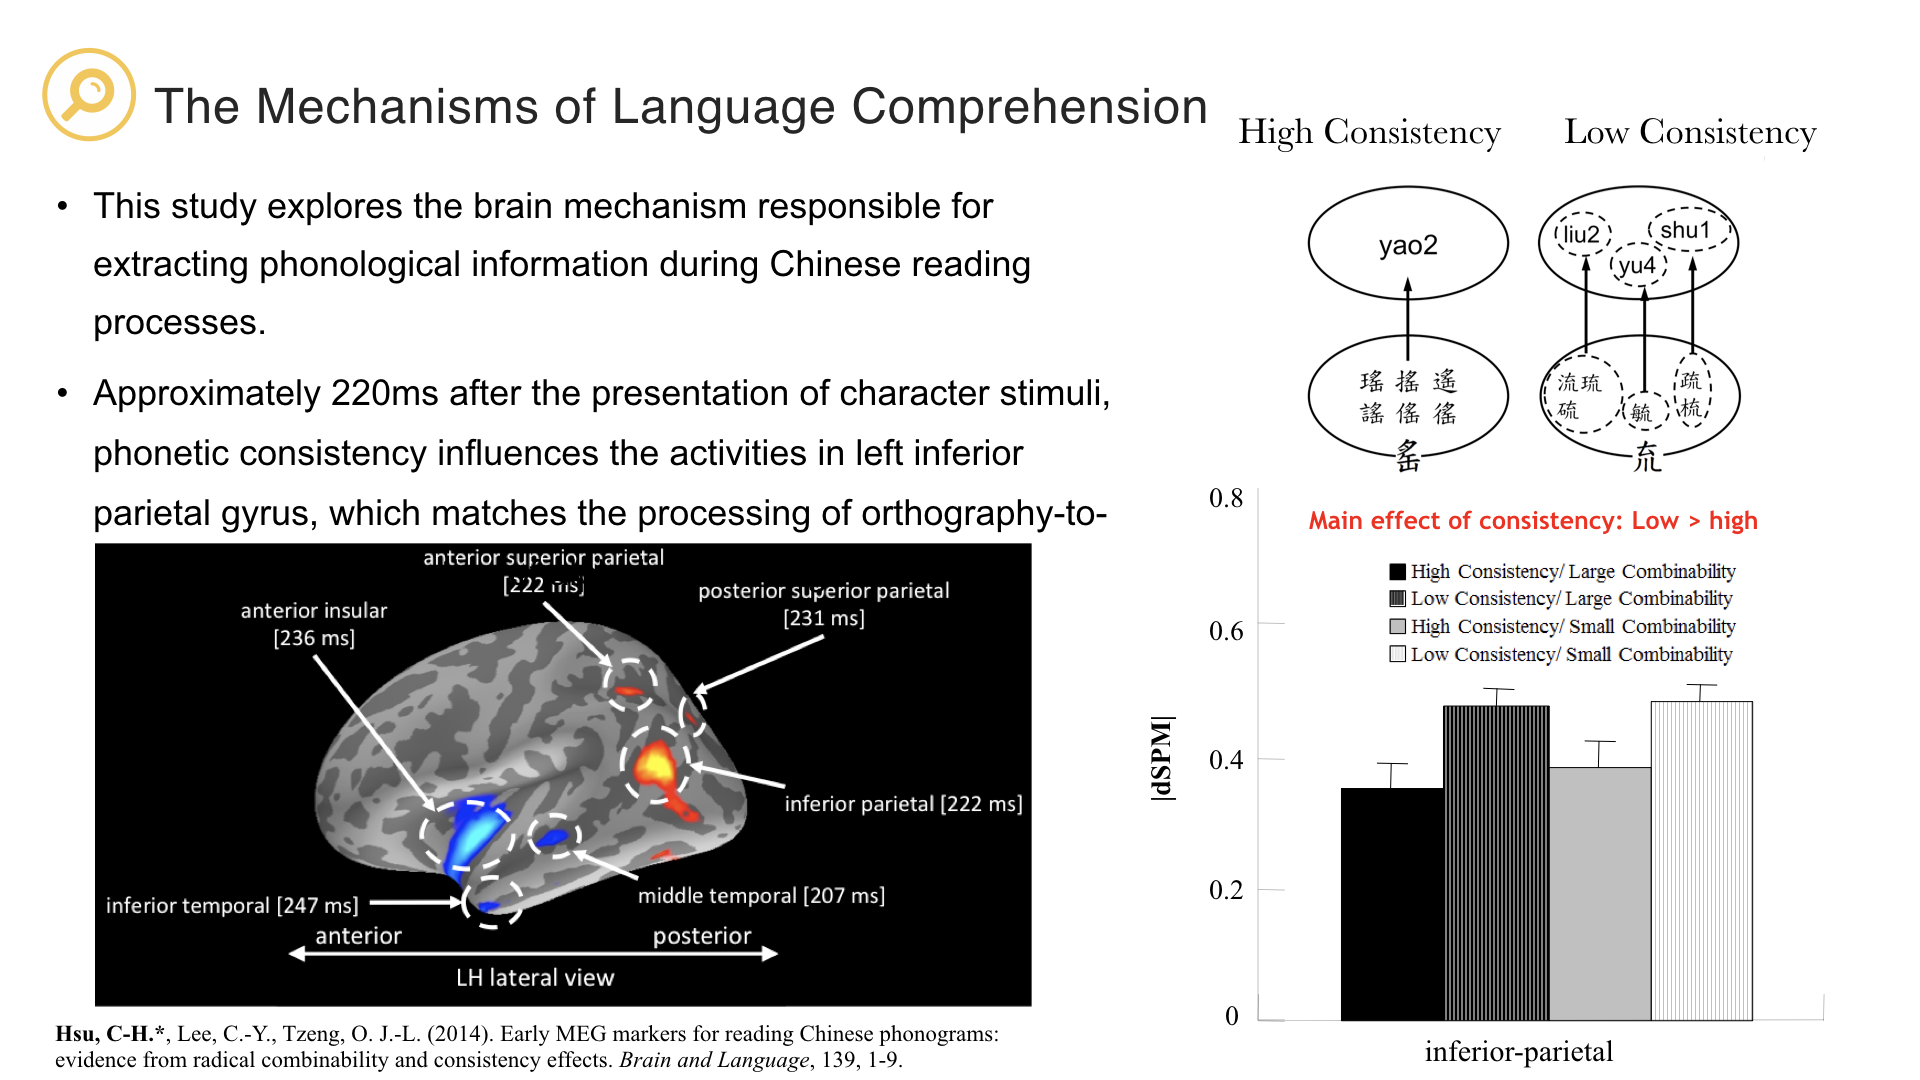 The Mechanisms of Language Comprehension
• This study explores the brain mechanism responsible for
extracting phonological information during Chinese reading
processes.
• Approximately 220ms after the presentation of character stimuli,
phonetic consistency influences the activities in left inferior
parietal gyrus, which matches the processing of orthography-to-
anterior superior parietal
[222 ms]
posterior superior parietal
[231 ms]
anterior insular
[236 ms]
inferior parietal [222 ms]
middle temporal [207 ms]
inferior temporal [247 ms]
anterior posterior
LH lateral view
Hsu, C-H.*, Lee, C.-Y., Tzeng, O. J.-L. (2014). Early MEG markers for reading Chinese phonograms:
evidence from radical combinability and consistency effects. Brain and Language, 139, 1-9.
High Consistency
yao2
瑤 搖 遙
謠 傜 徭
䍃
Low Consistency
liu2
shu1
yu4
流琉
硫
毓
疏
梳
㐬
Main effect of consistency: Low > high
High Consistency/ Large Combinability
Low Consistency/ Large Combinability
High Consistency/ Small Combinability
Low Consistency/ Small Combinability
|dSPM|
0.8
0.6
0.4
0.2
0
inferior-parietal